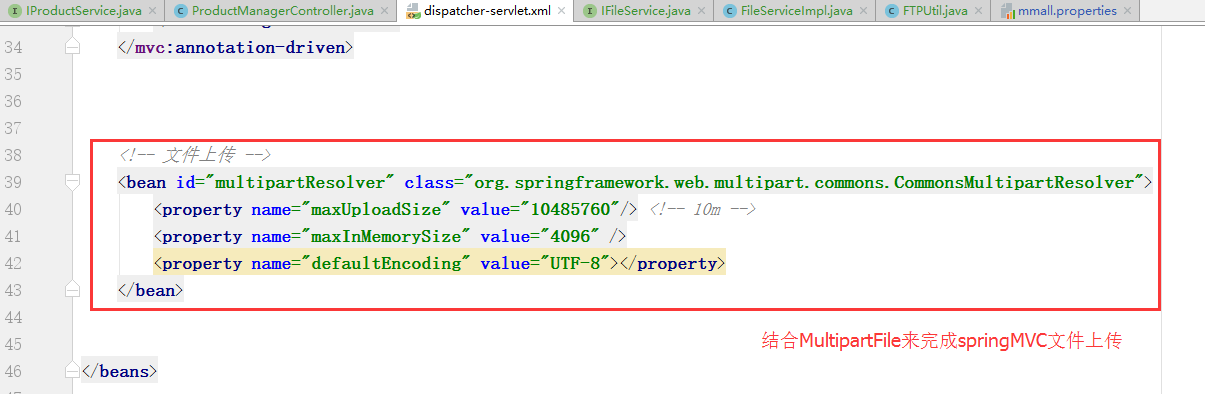 IProductService.java ProductManagerController.java dispatcher-servlet.xml IFileService.java FileServiceImpl.java FTPUtil.java mmall.properties
34 </mvc:annotation-driven>
35
36
37
38 <!-- 文件上传 -->
39 <bean id="multipartResolver" class="org.springframework.web.multipart.commons.CommonsMultipartResolver">
40 <property name="maxUploadSize" value="10485760"/> <!-- 10m -->
41 <property name="maxInMemorySize" value="4096" />
42 <property name="defaultEncoding" value="UTF-8"></property>
43 </bean>
44
45 结合MultipartFile来完成springMVC文件上传
46 </beans>